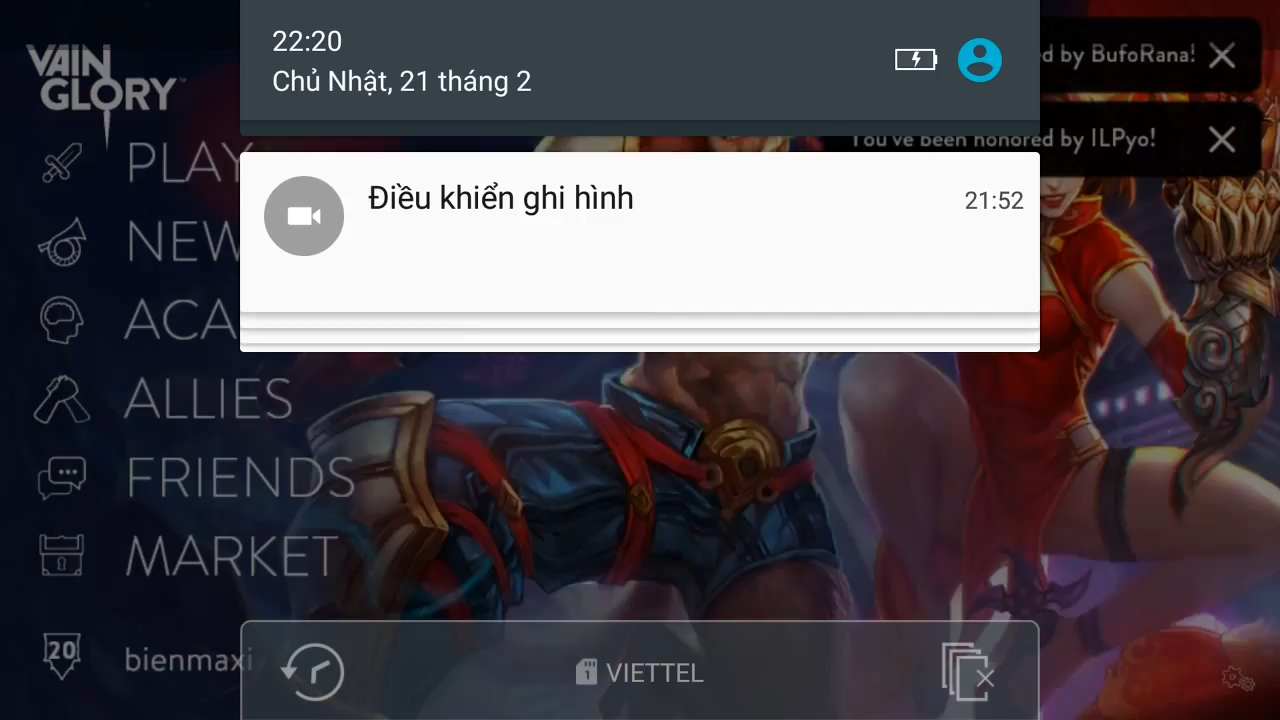 22:20
Chủ Nhật, 21 tháng 2
d by BufoRana!
You've been honored by ILPyo!
VAIN
GLORY
PLAY
Điều khiển ghi hình
21:52
NEW
ACA
ALLIES
FRIENDS
MARKET
20
bienmaxi
1
VIETTEL